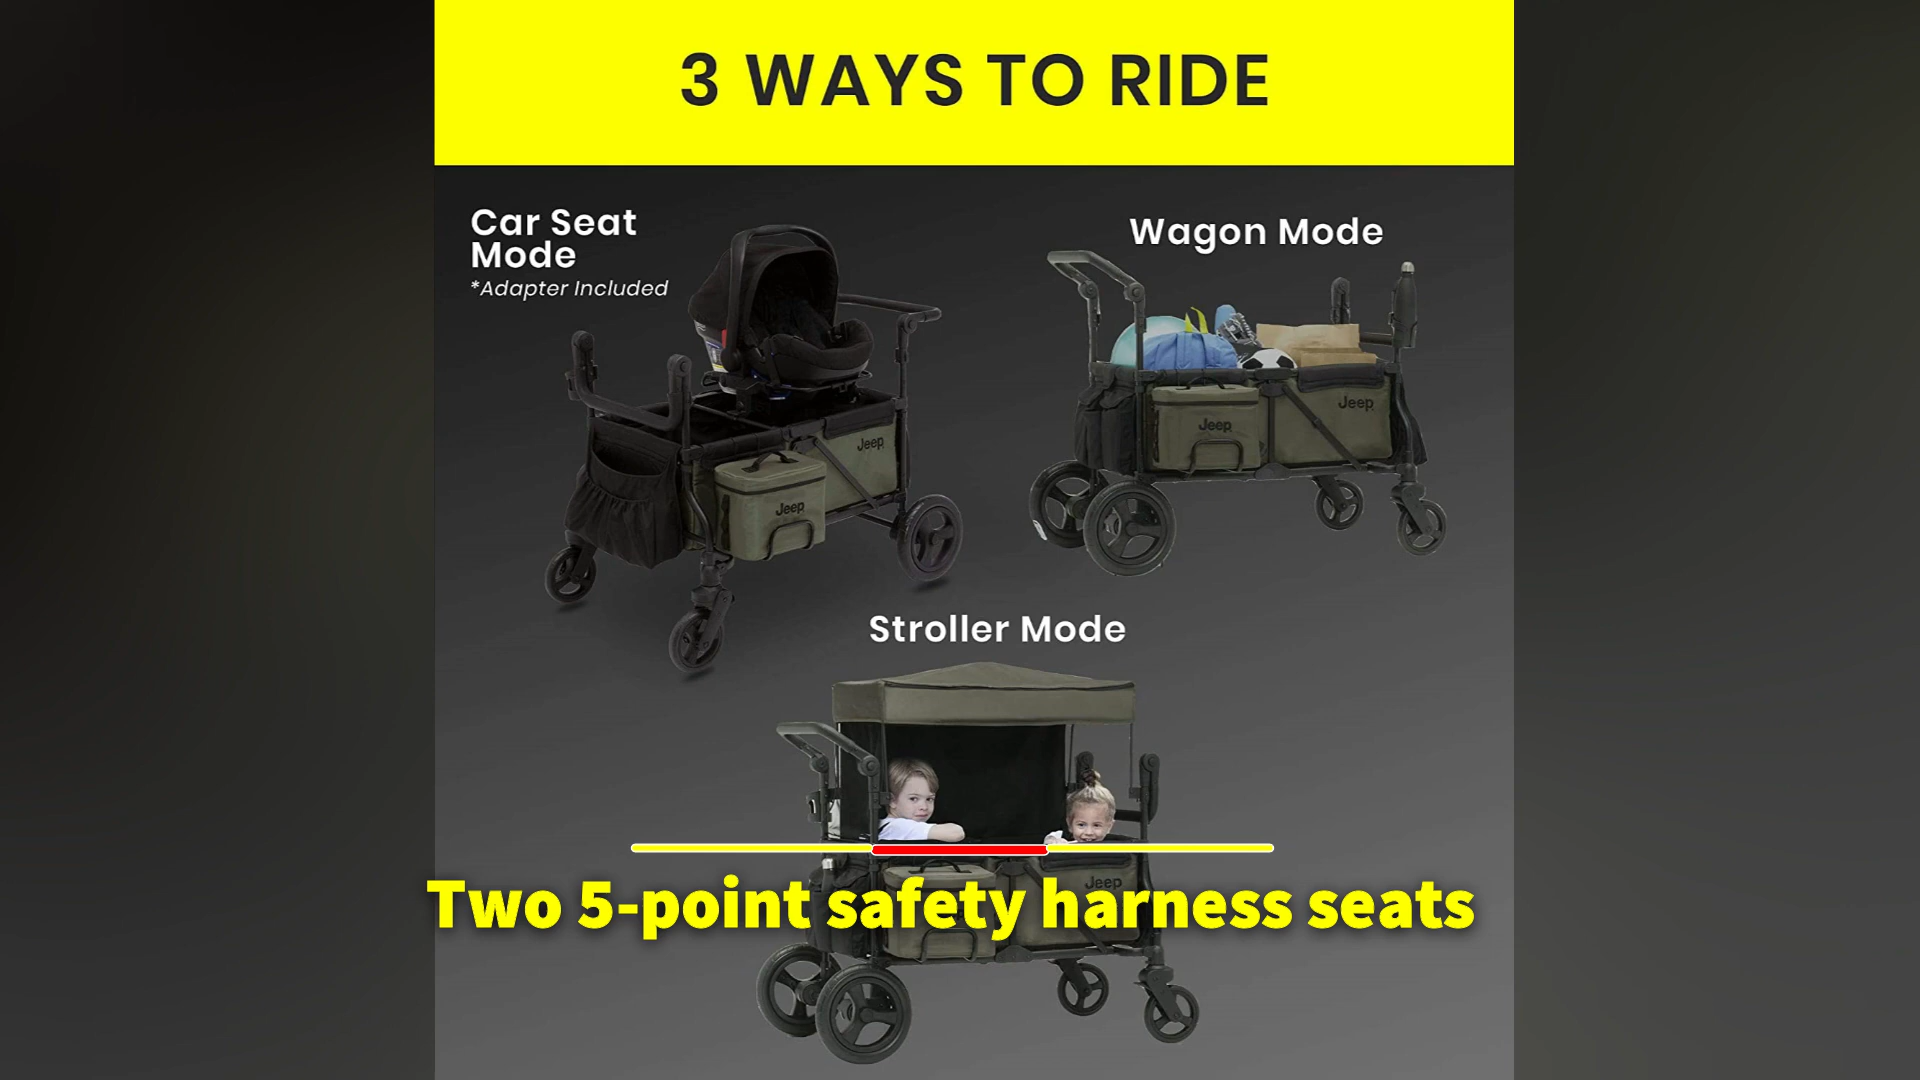 3 WAYS TO RIDE
Car Seat
Mode
*Adapter Included
Wagon Mode
Jeep
Jeep
Jeep
Jeep
Stroller Mode
Jeep
Two 5-point safety harness seats